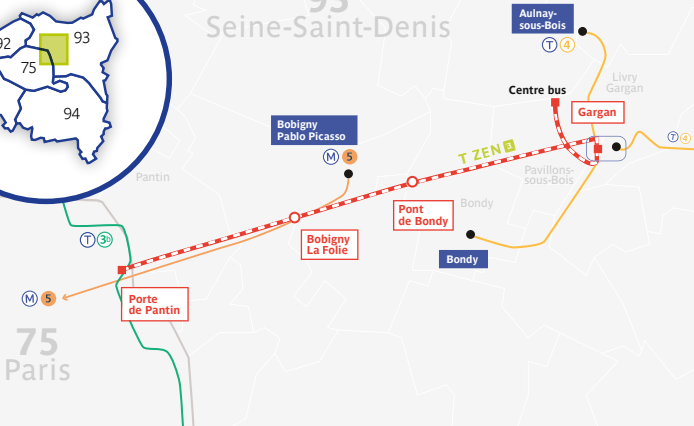 93
Seine-Saint-Denis
92
93
75
94
Aulnay-
sous-Bois
T 4
Livry
Gargan
Centre bus
Gargan
Bobigny
Pablo Picasso
M 5
T ZEN 3
T 4
Pantin
Pavillons-
sous-Bois
Pont
de Bondy
Bondy
Bobigny
La Folie
T 3b
Bondy
M 5
Porte
de Pantin
75
Paris